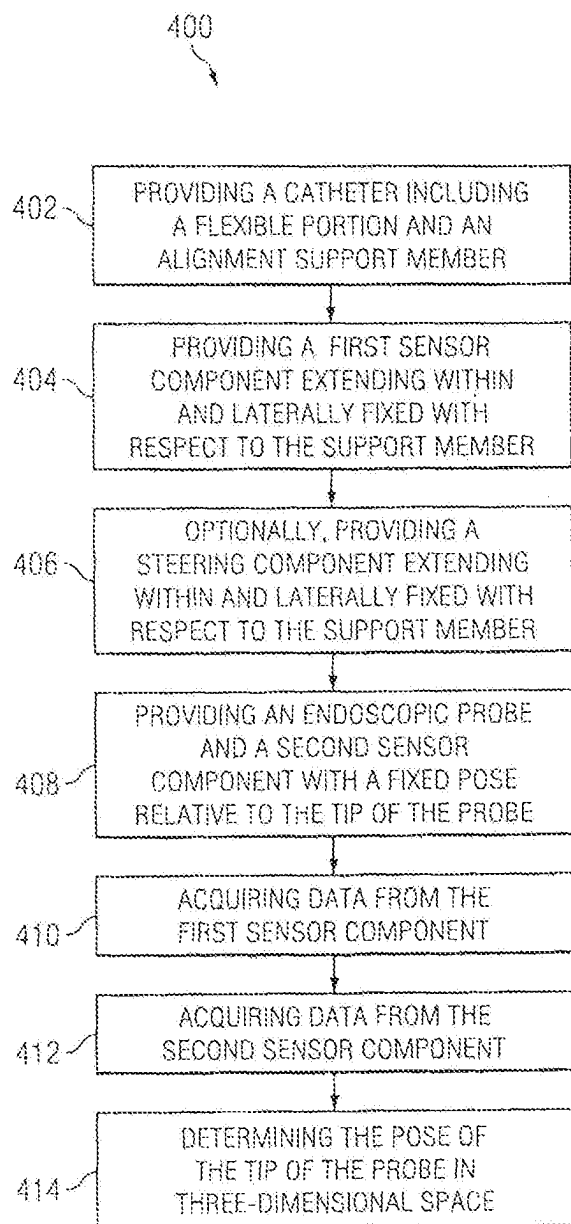 400
402
PROVIDING A CATHETER INCLUDING
A FLEXIBLE PORTION AND AN
ALIGNMENT SUPPORT MEMBER
404
PROVIDING A FIRST SENSOR
COMPONENT EXTENDING WITHIN
AND LATERALLY FIXED WITH
RESPECT TO THE SUPPORT MEMBER
406
OPTIONALLY, PROVIDING A
STEERING COMPONENT EXTENDING
WITHIN AND LATERALLY FIXED WITH
RESPECT TO THE SUPPORT MEMBER
408
PROVIDING AN ENDOSCOPIC PROBE
AND A SECOND SENSOR
COMPONENT WITH A FIXED POSE
RELATIVE TO THE TIP OF THE PROBE
410
ACQUIRING DATA FROM THE
FIRST SENSOR COMPONENT
412
ACQUIRING DATA FROM THE
SECOND SENSOR COMPONENT
414
DETERMINING THE POSE OF
THE TIP OF THE PROBE IN
THREE-DIMENSIONAL SPACE